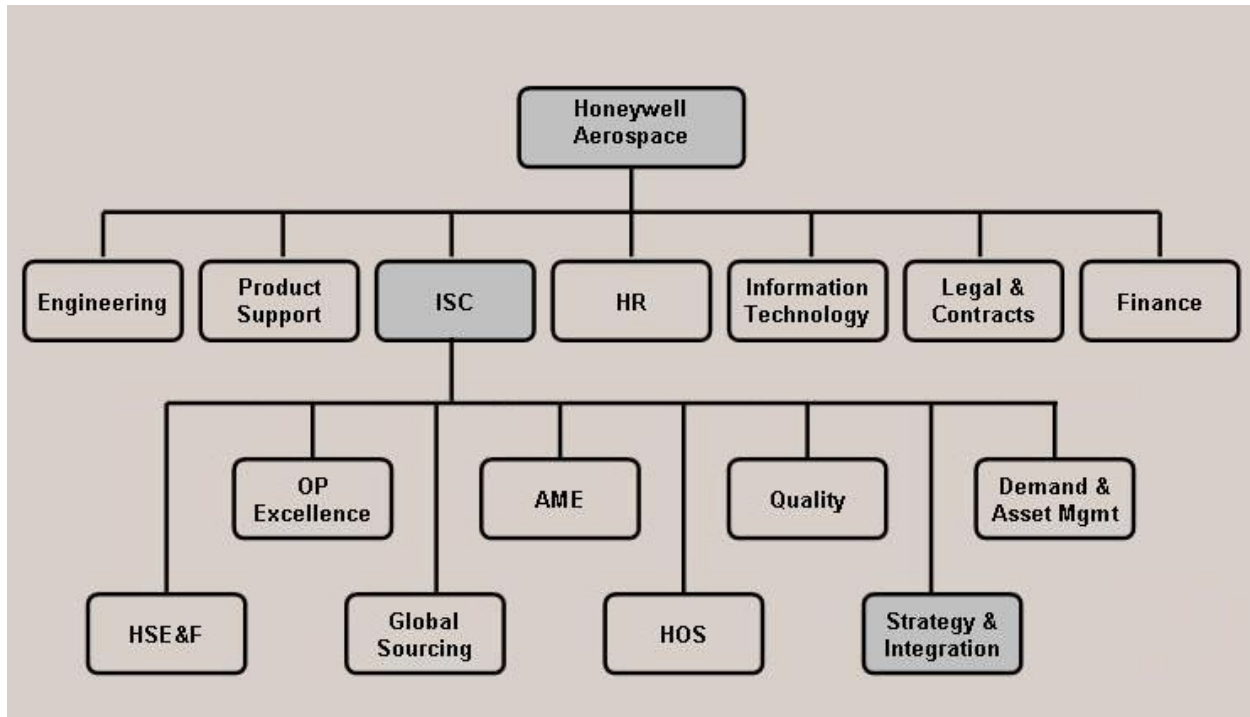 Honeywell
Aerospace
Engineering
Product
Support
ISC
HR
Information
Technology
Legal &
Contracts
Finance
OP
Excellence
AME
Quality
Demand &
Asset Mgmt
HSE&F
Global
Sourcing
HOS
Strategy &
Integration